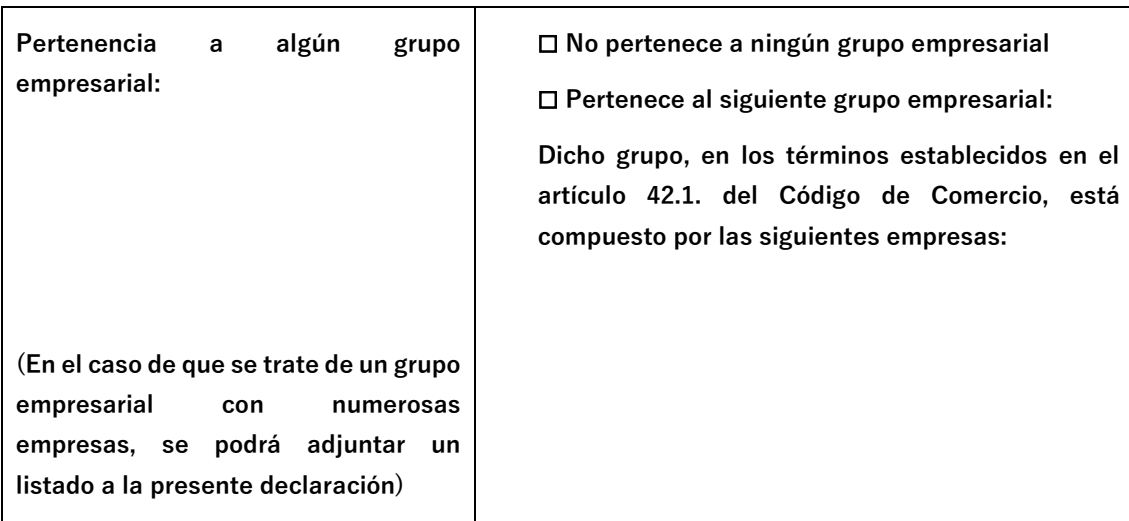 Pertenencia a algún grupo
empresarial:
(En el caso de que se trate de un grupo
empresarial con numerosas
empresas, se podrá adjuntar un
listado a la presente declaración)
☐ No pertenece a ningún grupo empresarial
☐ Pertenece al siguiente grupo empresarial:
Dicho grupo, en los términos establecidos en el
artículo 42.1. del Código de Comercio, está
compuesto por las siguientes empresas: